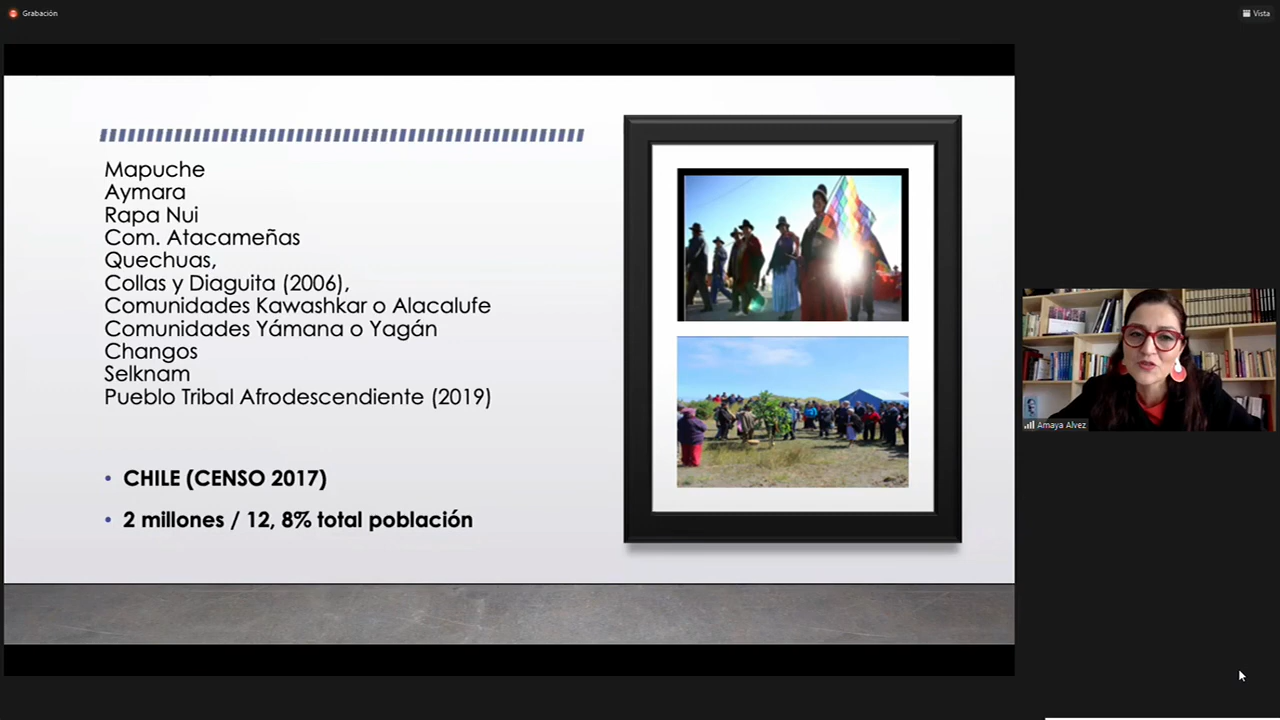 Grabación
Vista
Mapuche
Aymara
Rapa Nui
Com. Atacameñas
Quechuas,
Collas y Diaguita (2006),
Comunidades Kawashkar o Alacalufe
Comunidades Yámana o Yagán
Changos
Selknam
Pueblo Tribal Afrodescendiente (2019)
• CHILE (CENSO 2017)
• 2 millones / 12, 8% total población
Amaya Alvez